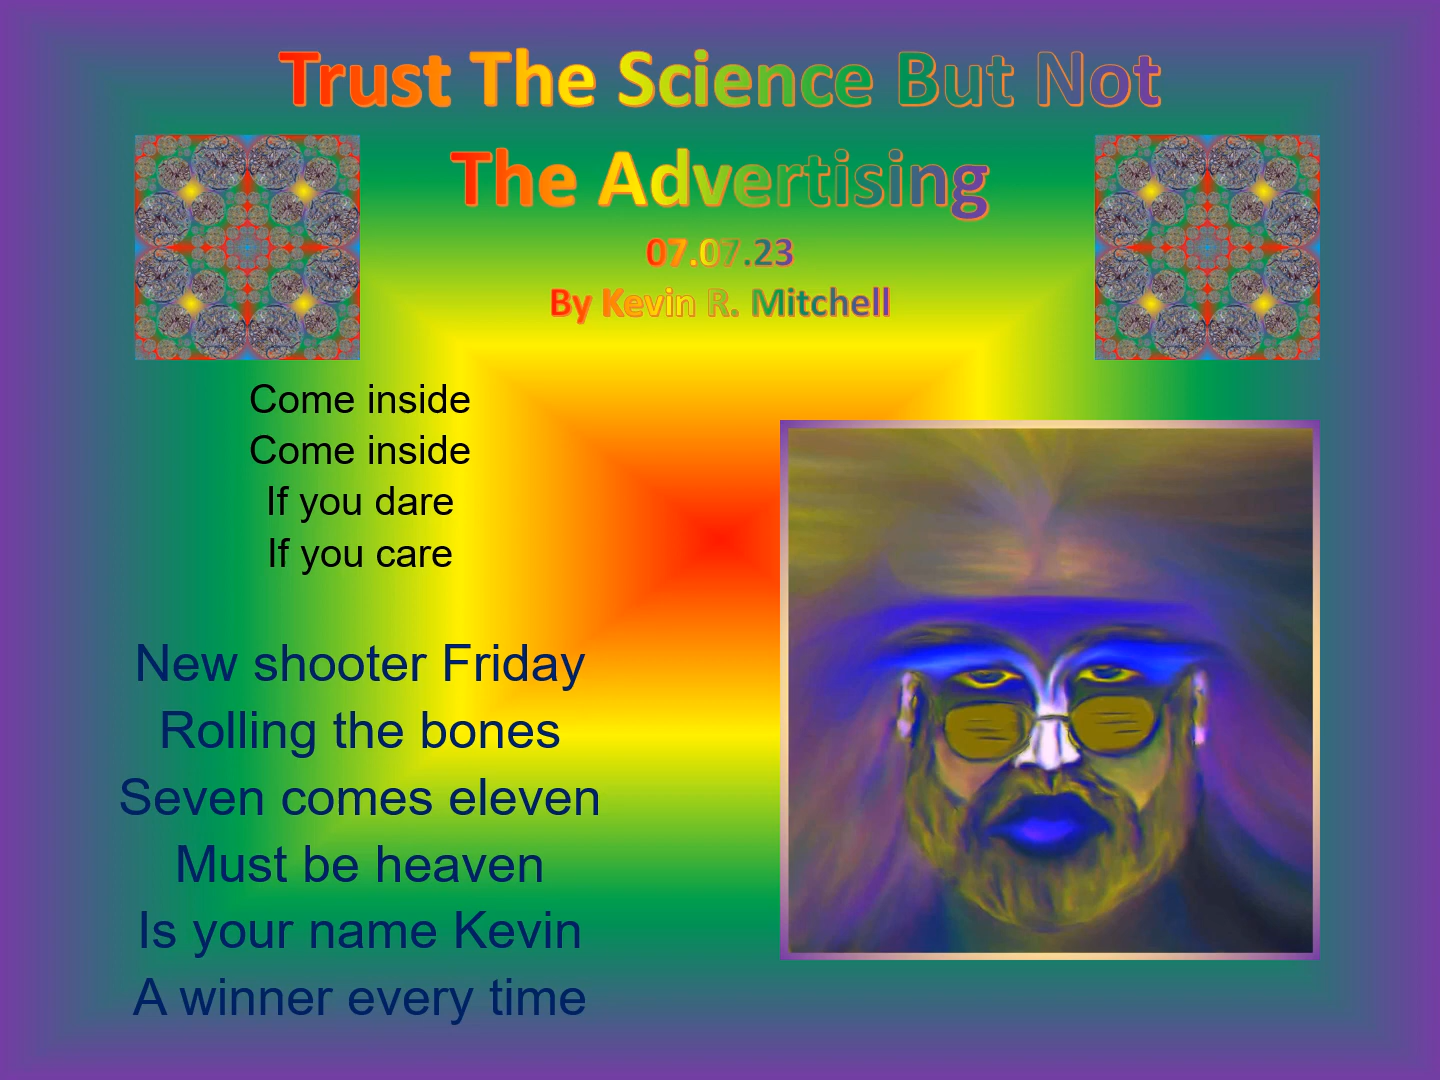 Trust The Science But Not
The Advertising
07.07.23
By Kevin R. Mitchell
Come inside
Come inside
If you dare
If you care
New shooter Friday
Rolling the bones
Seven comes eleven
Must be heaven
Is your name Kevin
A winner every time